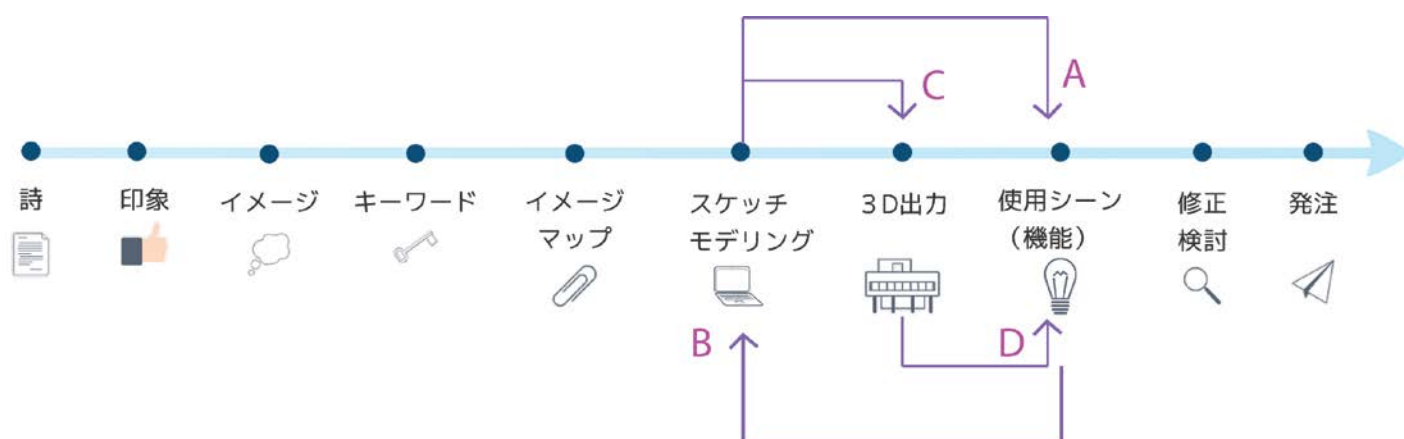 A
C
詩
印象
イメージ
キーワード
イメージ
マップ
スケッチ
モデリング
3D出力
使用シーン
(機能)
修正
検討
発注
B
D